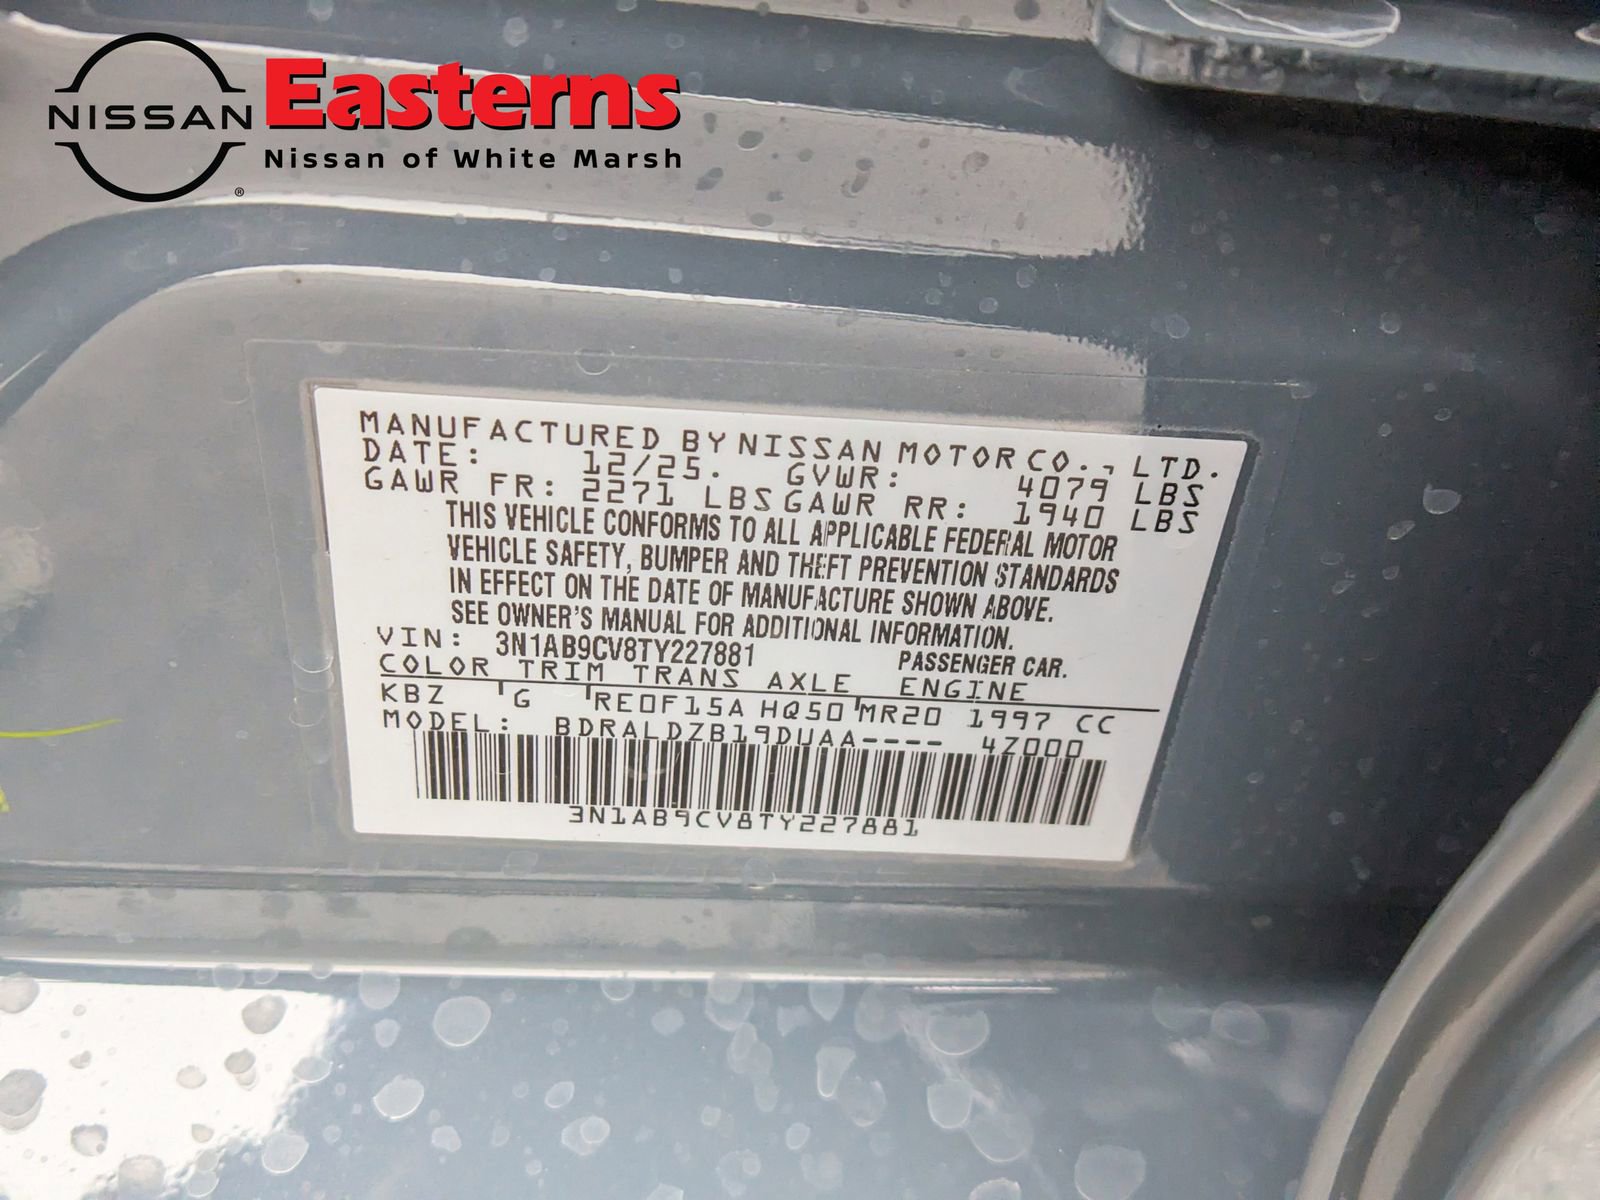 NISSAN
®
Easterns
Nissan of White Marsh
MANUFACTURED BY NISSAN MOTOR CO., LTD.
DATE: 12/25. GVWR: 4079 LBS
GAWR FR: 2271 LBS GAWR RR: 1940 LBS
THIS VEHICLE CONFORMS TO ALL APPLICABLE FEDERAL MOTOR
VEHICLE SAFETY, BUMPER AND THEFT PREVENTION STANDARDS
IN EFFECT ON THE DATE OF MANUFACTURE SHOWN ABOVE.
SEE OWNER'S MANUAL FOR ADDITIONAL INFORMATION.
VIN: 3N1AB9CV8TY227881 PASSENGER CAR.
COLOR TRIM TRANS AXLE ENGINE
KBZ G RE0F15A HQ50 MR20 1997 CC
MODEL: BDRALDZB19DUAA---- 4Z000
3N1AB9CV8TY227881